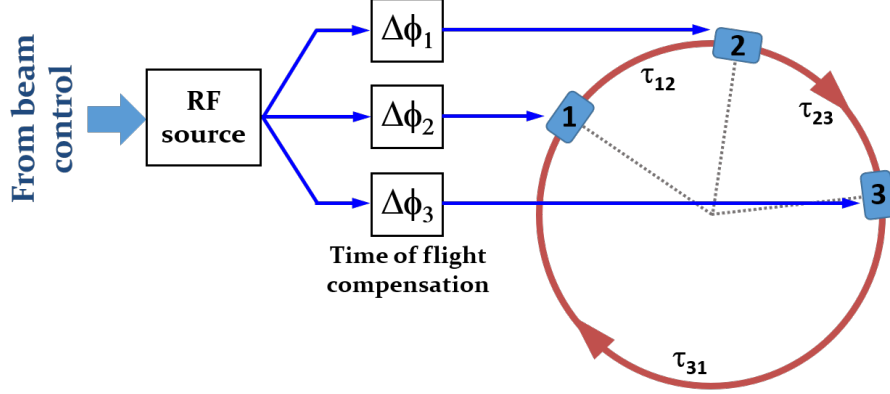 From beam
control
RF
source
Δϕ₁
Δϕ₂
Δϕ₃
Time of flight
compensation
1
2
3
τ₁₂
τ₂₃
τ₃₁